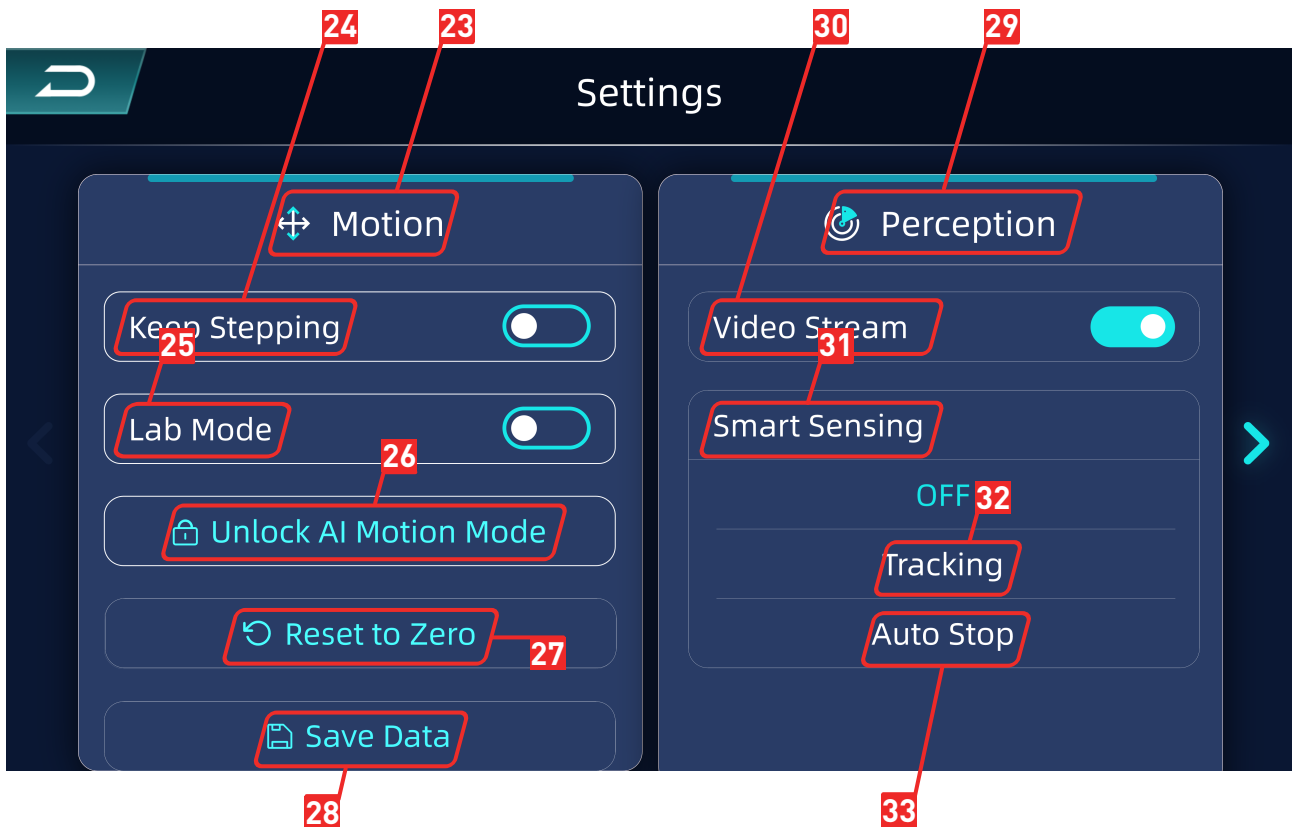 24 23 30 29
Settings
Motion
Keep Stepping
25
Lab Mode
26
Unlock AI Motion Mode
Reset to Zero
27
Save Data
28
Perception
Video Stream
31
Smart Sensing
OFF 32
Tracking
Auto Stop
33